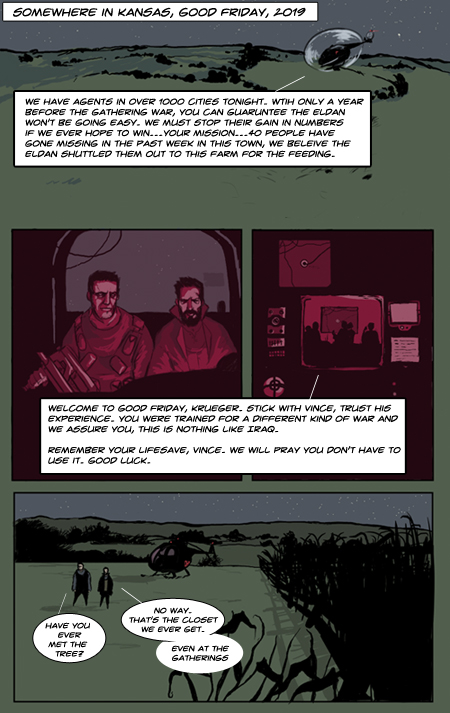 SOMEWHERE IN KANSAS, GOOD FRIDAY, 2019
WE HAVE AGENTS IN OVER 1000 CITIES TONIGHT. WTIH ONLY A YEAR
BEFORE THE GATHERING WAR, YOU CAN GUARUNTEE THE ELDAN
WON'T BE GOING EASY. WE MUST STOP THEIR GAIN IN NUMBERS
IF WE EVER HOPE TO WIN...YOUR MISSION...40 PEOPLE HAVE
GONE MISSING IN THE PAST WEEK IN THIS TOWN, WE BELEIVE THE
ELDAN SHUTTLED THEM OUT TO THIS FARM FOR THE FEEDING.
WELCOME TO GOOD FRIDAY, KRUEGER. STICK WITH VINCE, TRUST HIS
EXPERIENCE. YOU WERE TRAINED FOR A DIFFERENT KIND OF WAR AND
WE ASSURE YOU, THIS IS NOTHING LIKE IRAQ.
REMEMBER YOUR LIFESAVE, VINCE. WE WILL PRAY YOU DON'T HAVE TO
USE IT. GOOD LUCK.
HAVE YOU
EVER
MET THE
TREE?
NO WAY.
THAT'S THE CLOSET
WE EVER GET.
EVEN AT THE
GATHERINGS